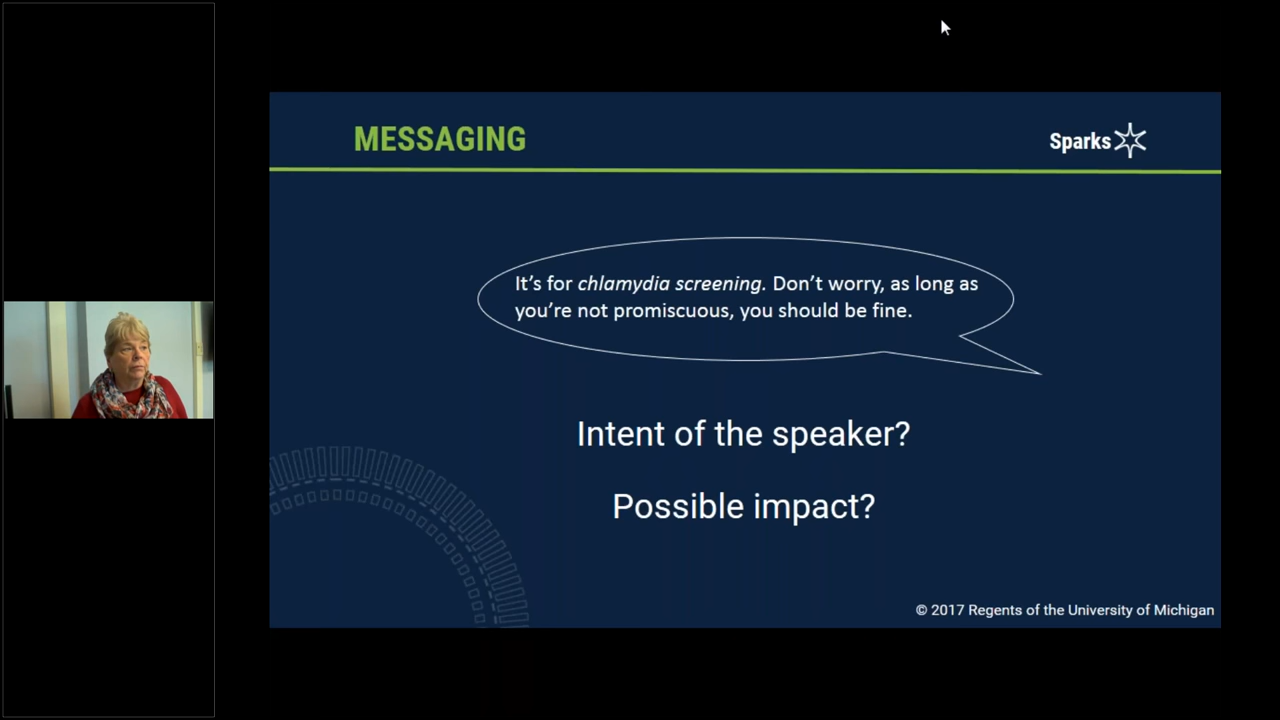 MESSAGING
Sparks
It's for chlamydia screening. Don't worry, as long as
you're not promiscuous, you should be fine.
Intent of the speaker?
Possible impact?
© 2017 Regents of the University of Michigan